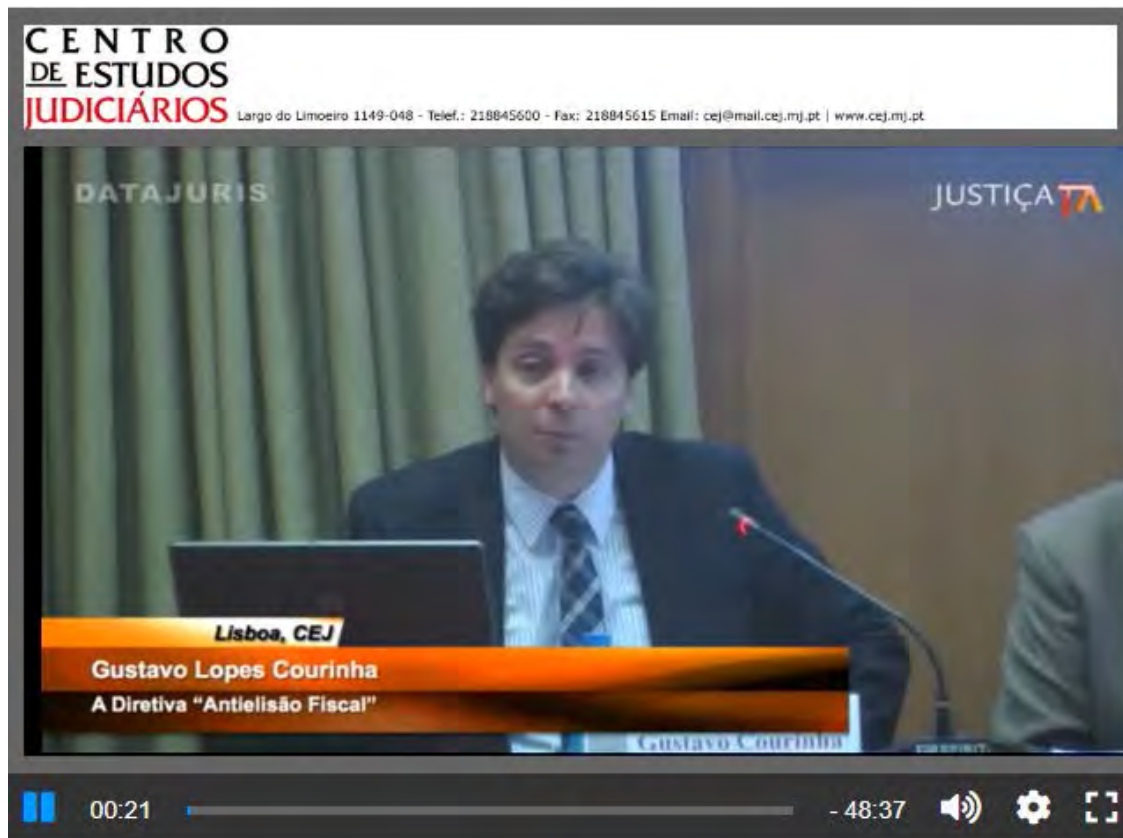 CENTRO
DE ESTUDOS
JUDICIÁRIOS Largo do Limoeiro 1149-048 - Telef.: 218845600 - Fax: 218845615 Email: cej@mail.cej.mj.pt | www.cej.mj.pt
DATAJURIS
JUSTIÇA TV
Lisboa, CEJ
Gustavo Lopes Courinha
A Diretiva "Antielisão Fiscal"
Gustavo Courinha
00:21
- 48:37